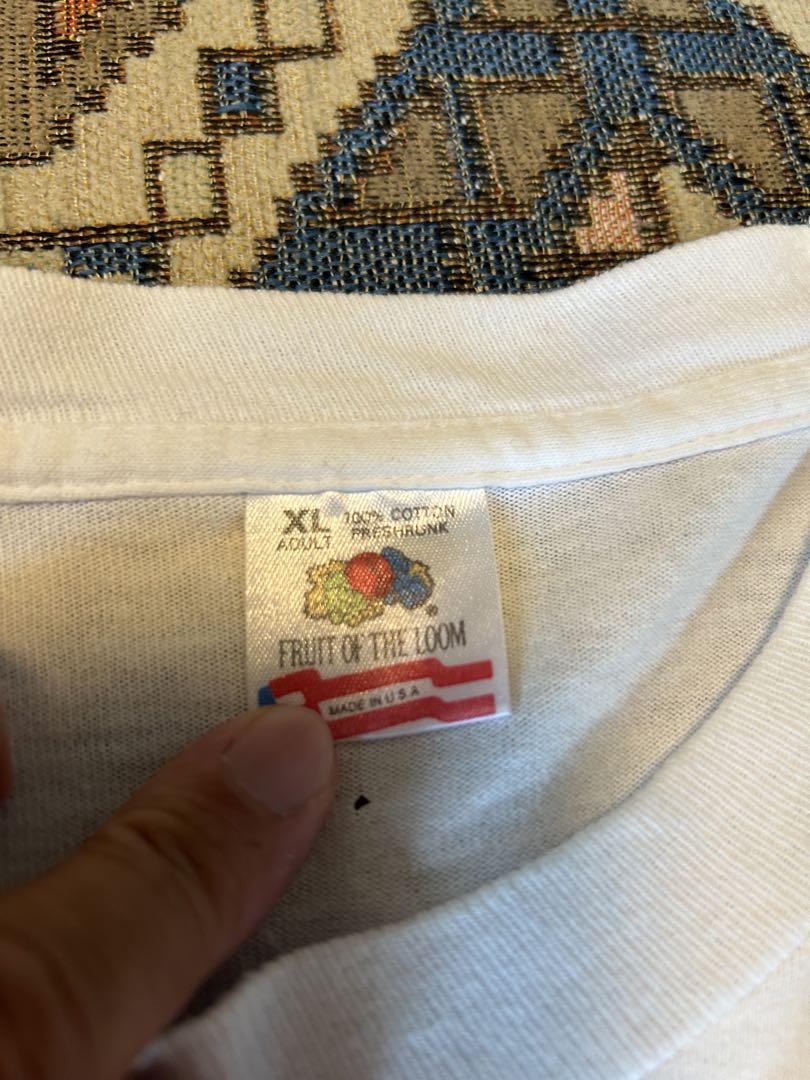 XL 100% COTTON
ADULT PRESHRUNK
®
FRUIT OF THE LOOM
MADE IN U.S.A